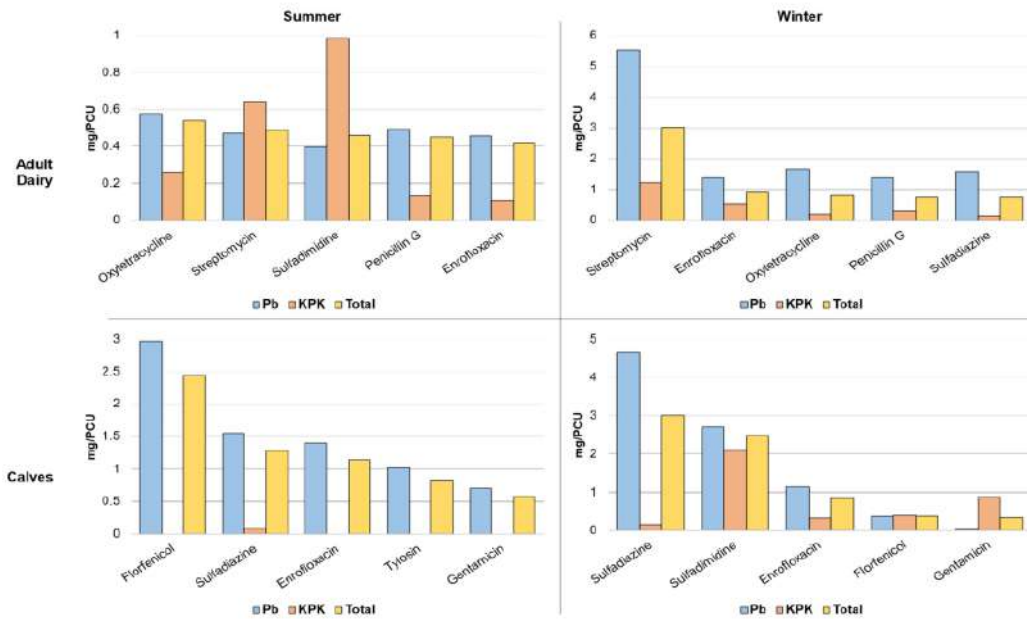 Summer
Winter
Adult
Dairy
mg/PCU
1
0.8
0.6
0.4
0.2
0
Oxytetracycline
Streptomycin
Sulfadimidine
Penicillin G
Enrofloxacin
Pb KPK Total
mg/PCU
6
5
4
3
2
1
0
Streptomycin
Enrofloxacin
Oxytetracycline
Penicillin G
Sulfadiazine
Pb KPK Total
Calves
mg/PCU
3
2.5
2
1.5
1
0.5
0
Florfenicol
Sulfadiazine
Enrofloxacin
Tylosin
Gentamicin
Pb KPK Total
mg/PCU
5
4
3
2
1
0
Sulfadiazine
Sulfadimidine
Enrofloxacin
Florfenicol
Gentamicin
Pb KPK Total